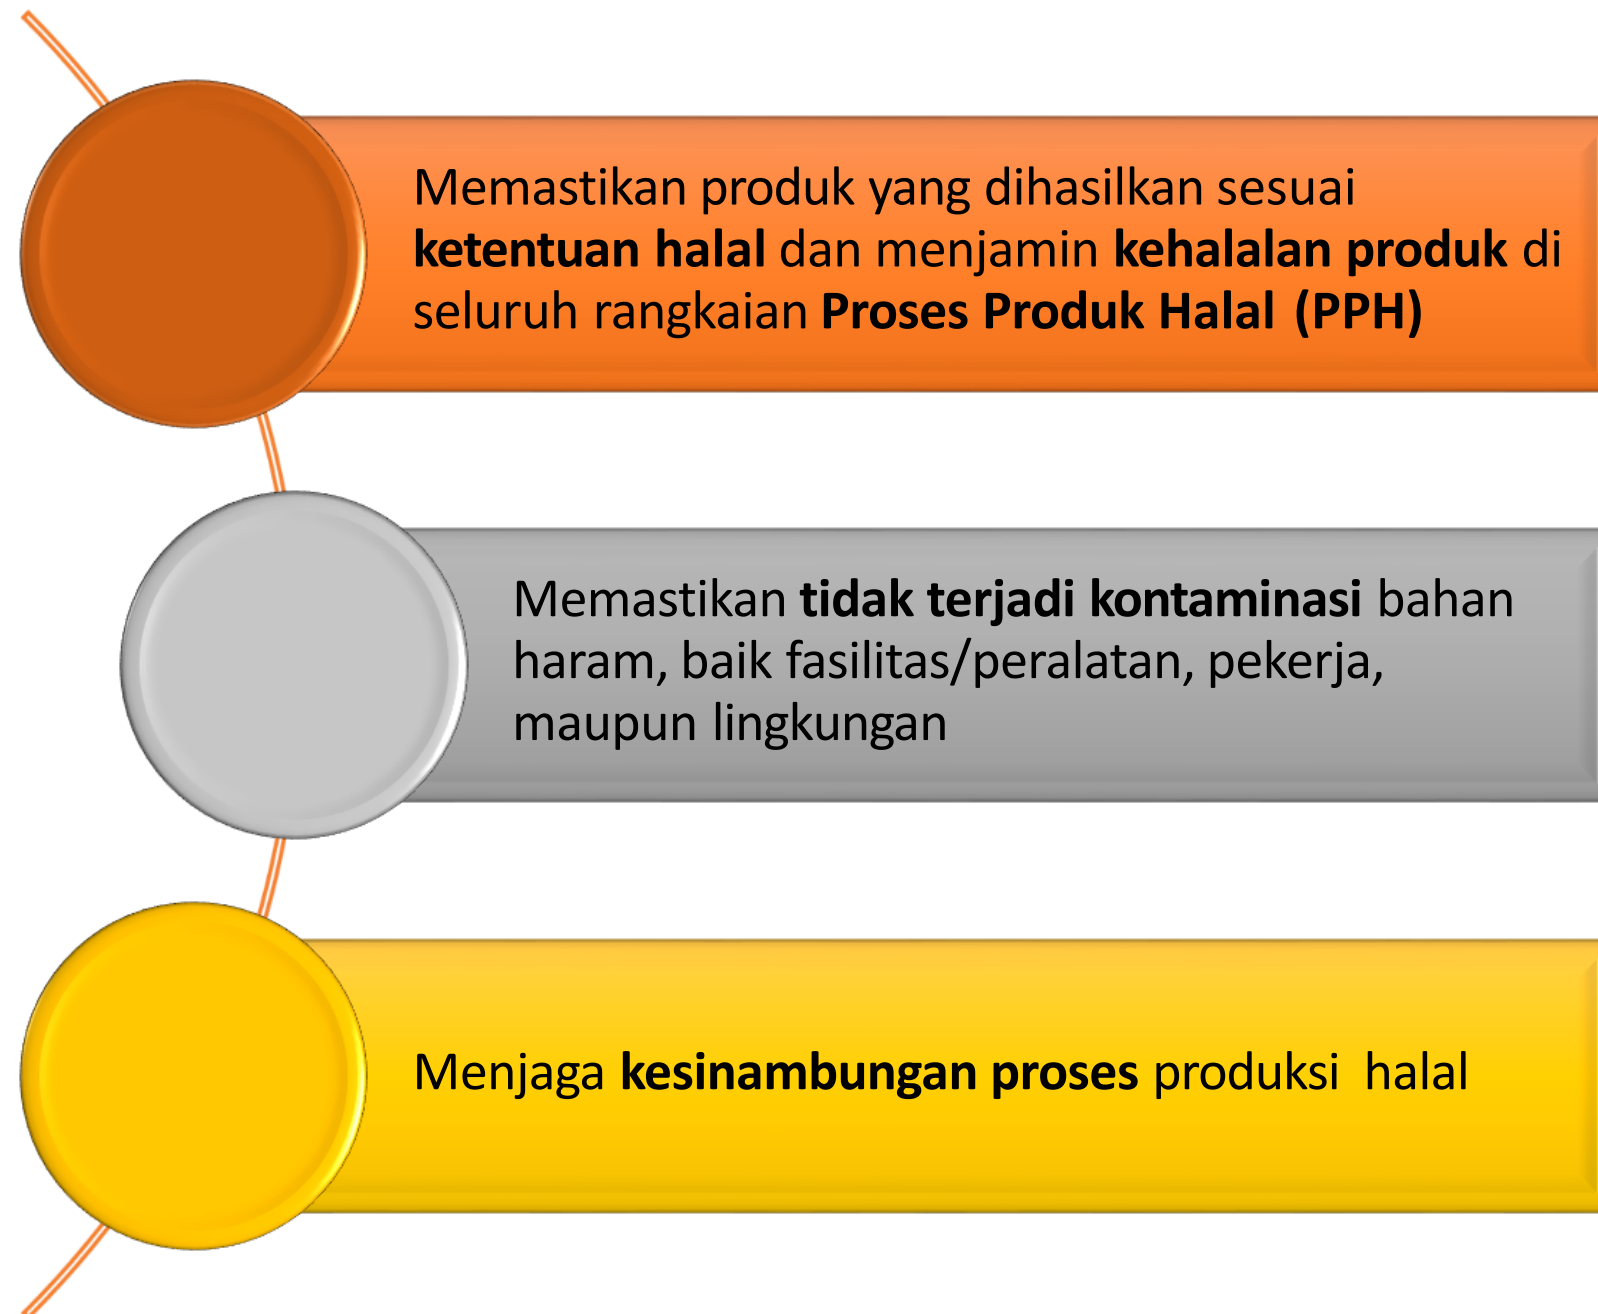 Memastikan produk yang dihasilkan sesuai
ketentuan halal dan menjamin kehalalan produk di
seluruh rangkaian Proses Produk Halal (PPH)
Memastikan tidak terjadi kontaminasi bahan
haram, baik fasilitas/peralatan, pekerja,
maupun lingkungan
Menjaga kesinambungan proses produksi halal